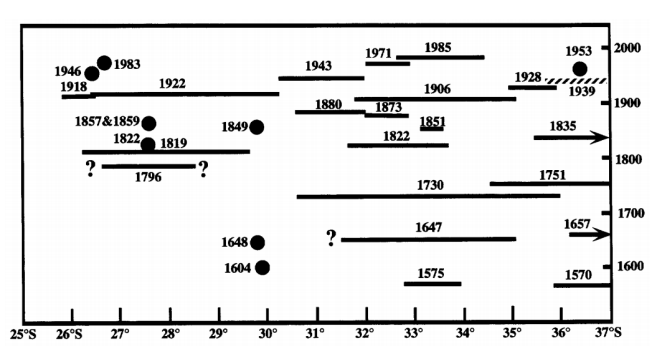 1971 1985 1953 2000
1946 1983 1943
1918 1922 1928
1939
1906 1900
1880 1873
1857&1859 1849 1851 1835
1822 1819 1822 1800
? 1796 ? 1751
1730 1700
? 1647 1657
1648
1604 1575 1570 1600
25°S 26°S 27° 28° 29° 30° 31° 32° 33° 34° 35° 36° 37°S